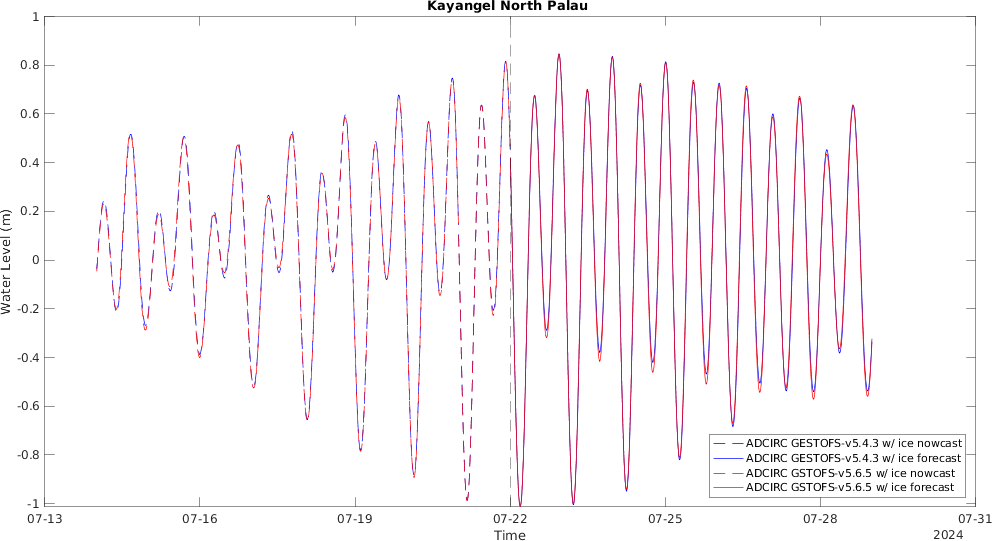 Kayangel North Palau
1
0.8
0.6
0.4
0.2
0
-0.2
-0.4
-0.6
-0.8
-1
Water Level (m)
07-13
07-16
07-19
07-22
07-25
07-28
07-31
Time
2024
ADCIRC GESTOFS-v5.4.3 w/ ice nowcast
ADCIRC GESTOFS-v5.4.3 w/ ice forecast
ADCIRC GSTOFS-v5.6.5 w/ ice nowcast
ADCIRC GSTOFS-v5.6.5 w/ ice forecast